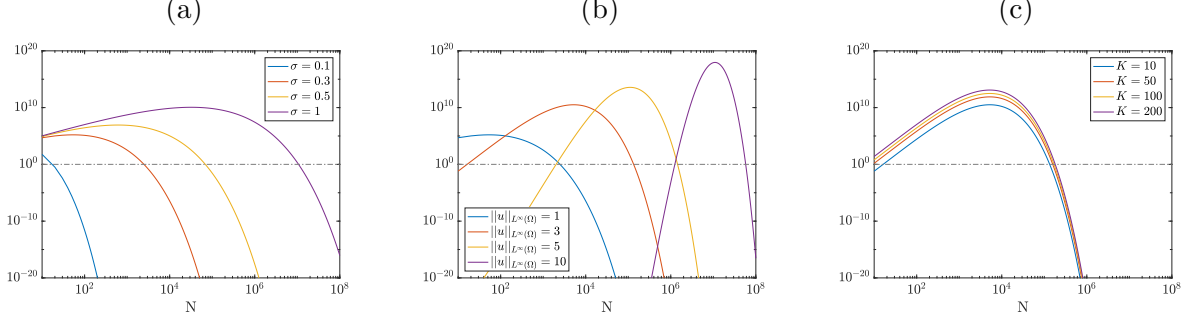 (a)
10^20
10^10
10^0
10^-10
10^-20
10^2 10^4 10^6 10^8
N
σ = 0.1
σ = 0.3
σ = 0.5
σ = 1
(b)
10^20
10^10
10^0
10^-10
10^-20
10^2 10^4 10^6 10^8
N
||u||_{L^∞(Ω)} = 1
||u||_{L^∞(Ω)} = 3
||u||_{L^∞(Ω)} = 5
||u||_{L^∞(Ω)} = 10
(c)
10^20
10^10
10^0
10^-10
10^-20
10^2 10^4 10^6 10^8
N
K = 10
K = 50
K = 100
K = 200